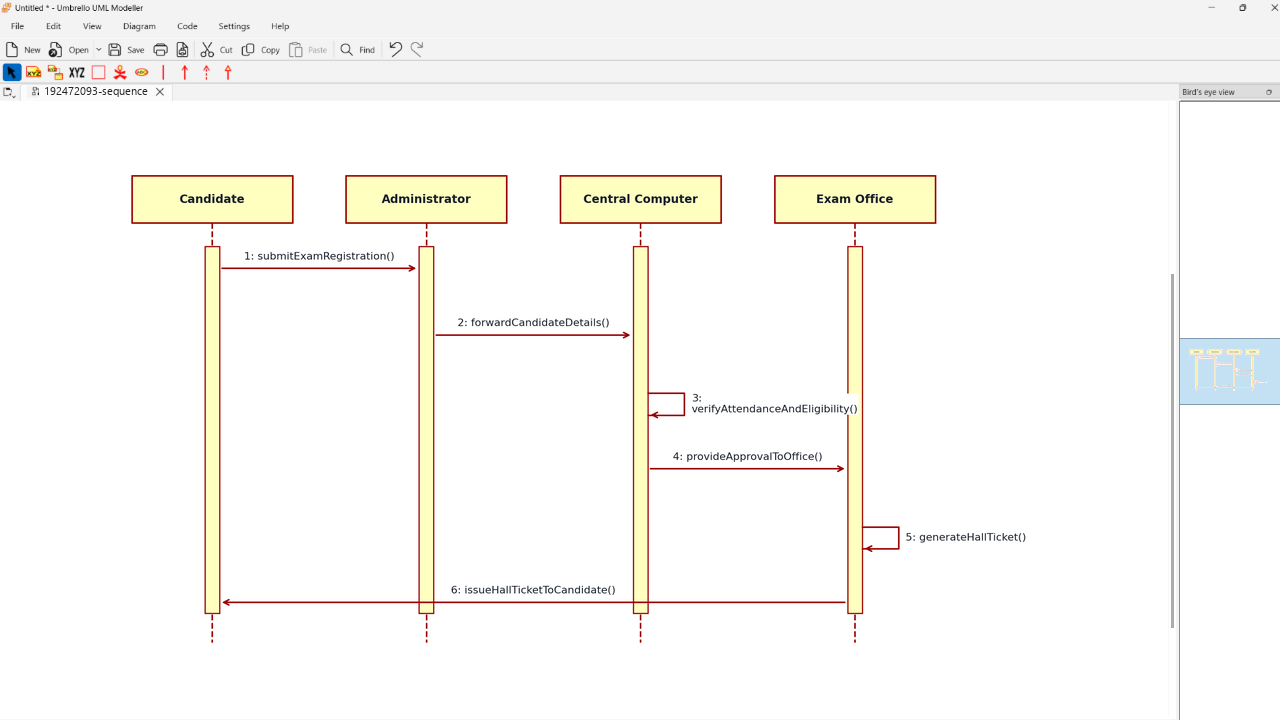 Untitled * - Umbrello UML Modeller
File Edit View Diagram Code Settings Help
New Open Save Cut Copy Paste Find
XYZ XYZ
192472093-sequence
Bird's eye view
Candidate Administrator Central Computer Exam Office
1: submitExamRegistration()
2: forwardCandidateDetails()
3:
verifyAttendanceAndEligibility()
4: provideApprovalToOffice()
5: generateHallTicket()
6: issueHallTicketToCandidate()